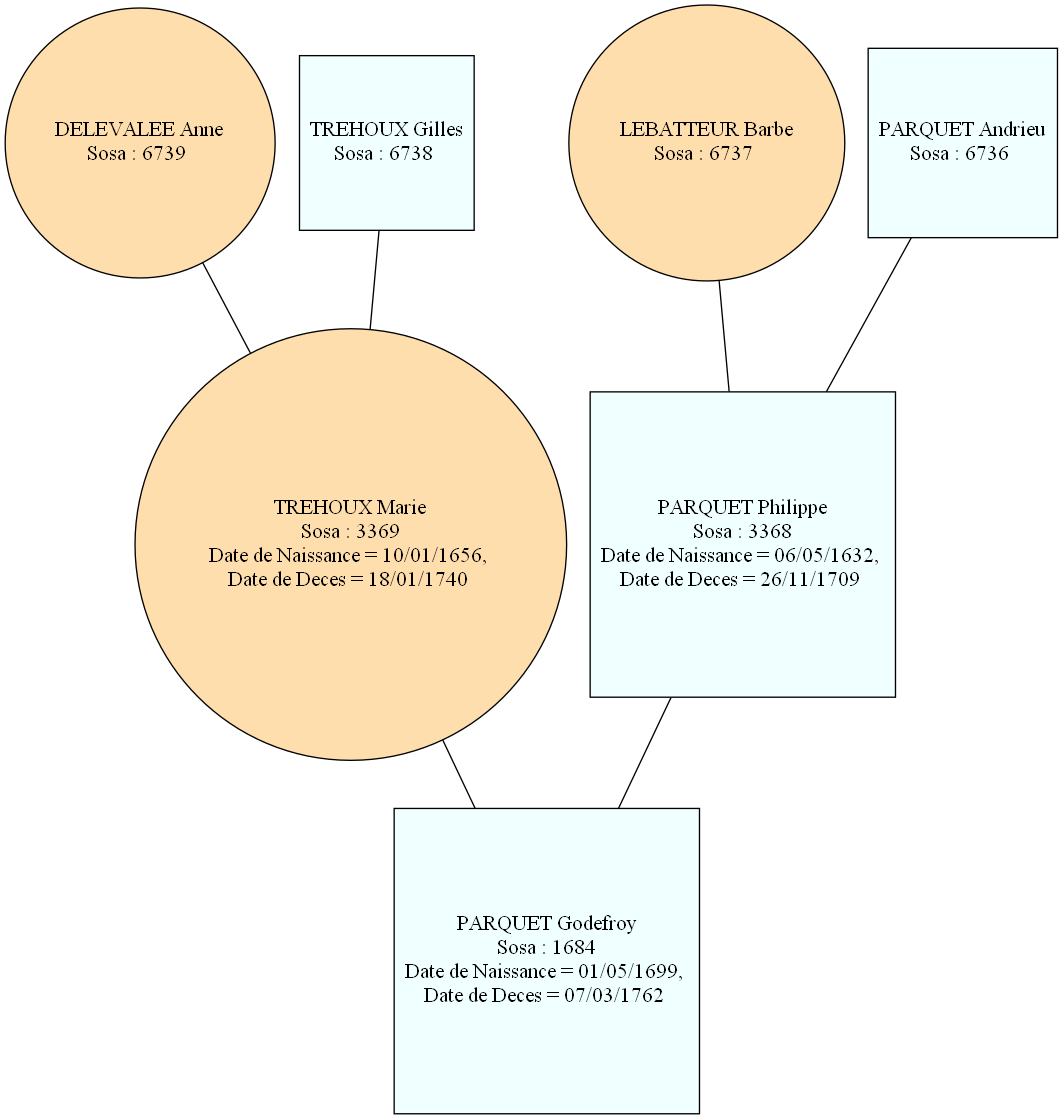 DELEVALEE Anne
Sosa : 6739
TREHOUX Gilles
Sosa : 6738
LEBATTEUR Barbe
Sosa : 6737
PARQUET Andrieu
Sosa : 6736
TREHOUX Marie
Sosa : 3369
Date de Naissance = 10/01/1656,
Date de Deces = 18/01/1740
PARQUET Philippe
Sosa : 3368
Date de Naissance = 06/05/1632,
Date de Deces = 26/11/1709
PARQUET Godefroy
Sosa : 1684
Date de Naissance = 01/05/1699,
Date de Deces = 07/03/1762